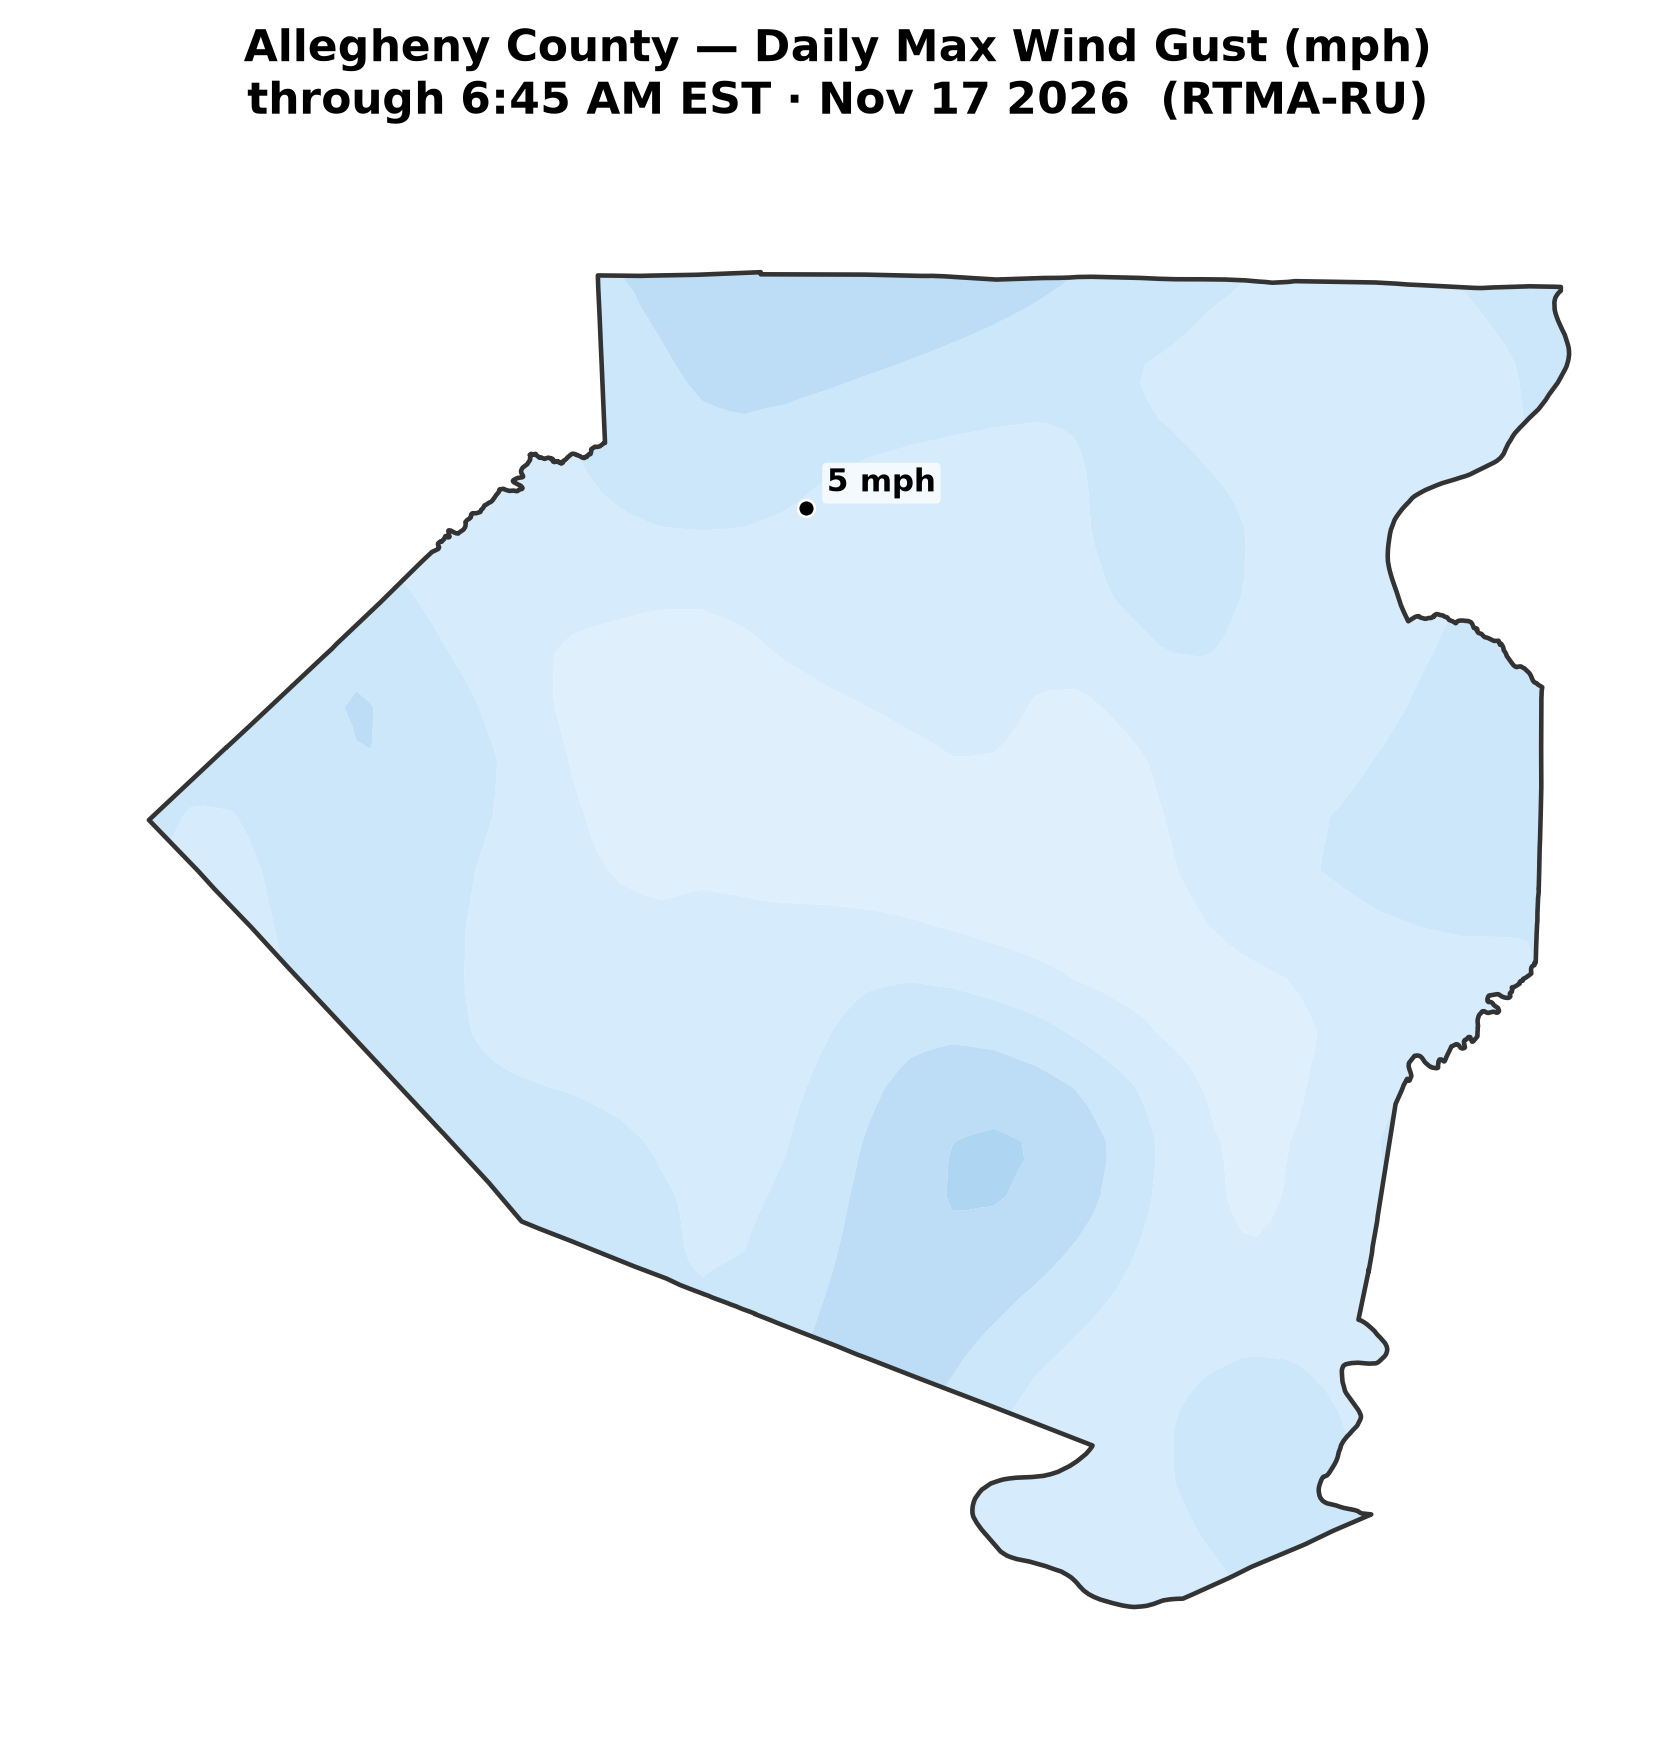 Allegheny County — Daily Max Wind Gust (mph)
through 6:45 AM EST · Nov 17 2026  (RTMA-RU)
5 mph